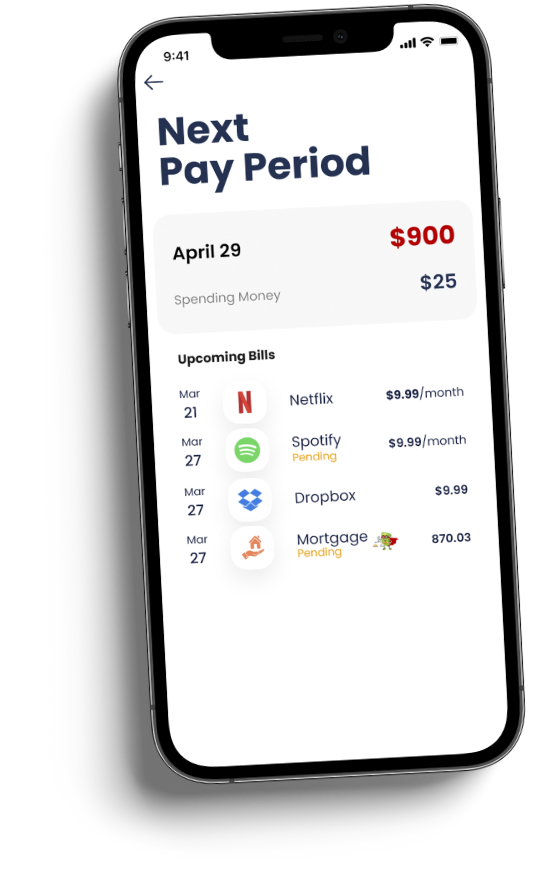 9:41
Next
Pay Period
April 29 $900
Spending Money $25
Upcoming Bills
Mar
21 Netflix $9.99/month
Mar
27 Spotify $9.99/month
Pending
Mar
27 Dropbox $9.99
Mar
27 Mortgage 870.03
Pending